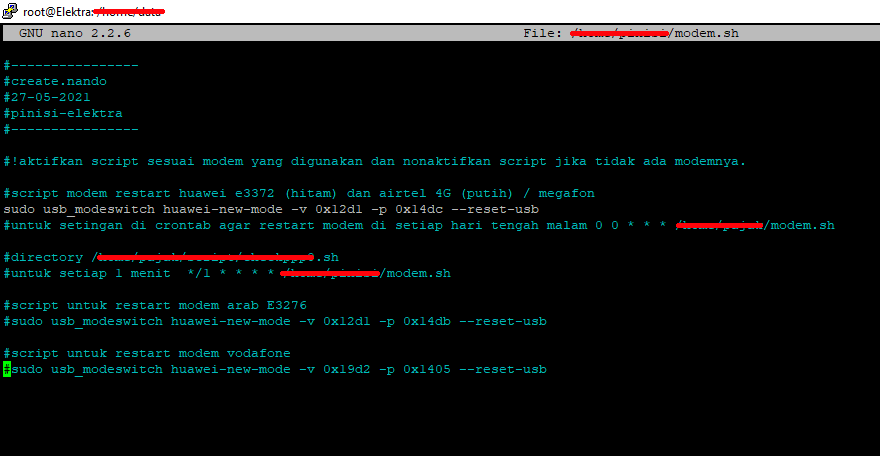 root@Elektra:
GNU nano 2.2.6 File: /modem.sh
#----------------
#create.nando
#27-05-2021
#pinisi-elektra
#----------------
#!aktifkan script sesuai modem yang digunakan dan nonaktifkan script jika tidak ada modemnya.
#script modem restart huawei e3372 (hitam) dan airtel 4G (putih) / megafon
sudo usb_modeswitch huawei-new-mode -v 0x12d1 -p 0x14dc --reset-usb
#untuk setingan di crontab agar restart modem di setiap hari tengah malam 0 0 * * * /modem.sh
#directory / .sh
#untuk setiap 1 menit  */1 * * * * /modem.sh
#script untuk restart modem arab E3276
#sudo usb_modeswitch huawei-new-mode -v 0x12d1 -p 0x14db --reset-usb
#script untuk restart modem vodafone
#sudo usb_modeswitch huawei-new-mode -v 0x19d2 -p 0x1405 --reset-usb